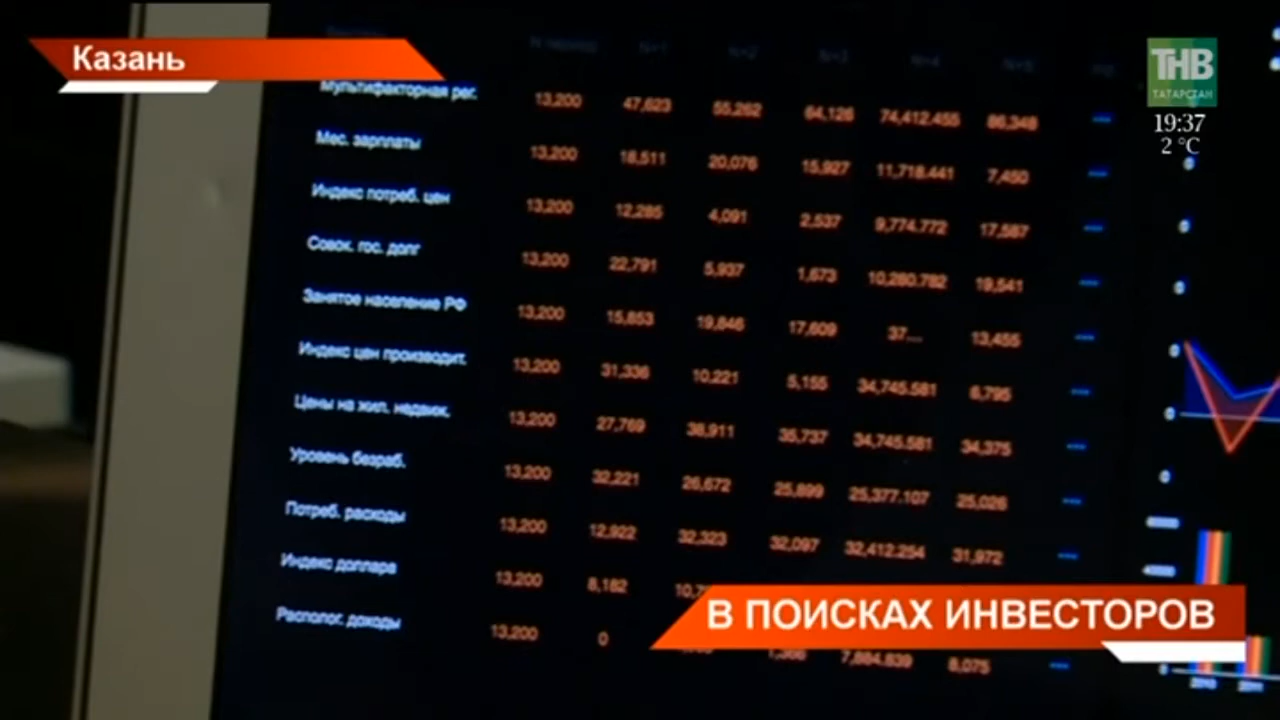 Казань
ТНВ
ТАТАРСТАН
19:37
2 °C
Мультифакторная рег. 13,200 47,623 55,262 64,126 74,412.455 86,348 ---
Мес. зарплаты 13,200 18,511 20,076 15,927 11,718.441 7,450 ---
Индекс потреб. цен 13,200 12,285 4,091 2,537 9,774.772 17,587 ---
Совок. гос. долг 13,200 22,791 5,937 1,673 10,280.782 19,541 ---
Занятое население РФ 13,200 15,853 19,846 17,609 37... 13,455 ---
Индекс цен производит. 13,200 31,336 10,221 5,155 34,745.581 6,795 ---
Цены на жил. недвиж. 13,200 27,769 38,911 35,737 34,745.581 34,375 ---
Уровень безраб. 13,200 32,221 26,672 25,899 25,377.107 25,026 ---
Потреб. расходы 13,200 12,922 32,323 32,097 32,412.254 31,972 ---
Индекс доллара 13,200 8,182
Располог. доходы 13,200 0 7,884.839 8,075 ---
В ПОИСКАХ ИНВЕСТОРОВ
2010 2011